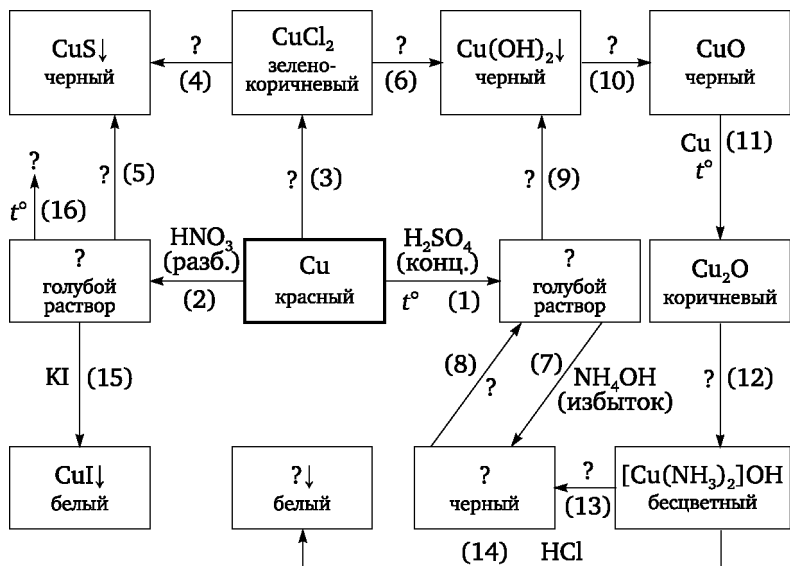 CuS↓
черный
?
(4)
CuCl₂
зелено-
коричневый
?
(6)
Cu(OH)₂↓
черный
?
(10)
CuO
черный
?
t°
(16)
? (5)
? (3)
? (9)
Cu
t°
(11)
?
голубой
раствор
HNO₃
(разб.)
(2)
Cu
красный
H₂SO₄
(конц.)
t° (1)
?
голубой
раствор
Cu₂O
коричневый
KI (15)
(8)
?
(7)
NH₄OH
(избыток)
? (12)
CuI↓
белый
?↓
белый
?
черный
?
(13)
[Cu(NH₃)₂]OH
бесцветный
(14) HCl